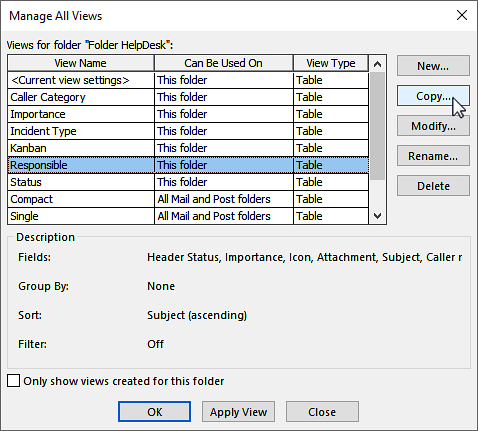 Manage All Views
Views for folder "Folder HelpDesk":
View Name Can Be Used On View Type
<Current view settings> This folder Table
Caller Category This folder Table
Importance This folder Table
Incident Type This folder Table
Kanban This folder Table
Responsible This folder Table
Status This folder Table
Compact All Mail and Post folders Table
Single All Mail and Post folders Table
New...
Copy...
Modify...
Rename...
Delete
Description
Fields: Header Status, Importance, Icon, Attachment, Subject, Caller r
Group By: None
Sort: Subject (ascending)
Filter: Off
Only show views created for this folder
OK Apply View Close